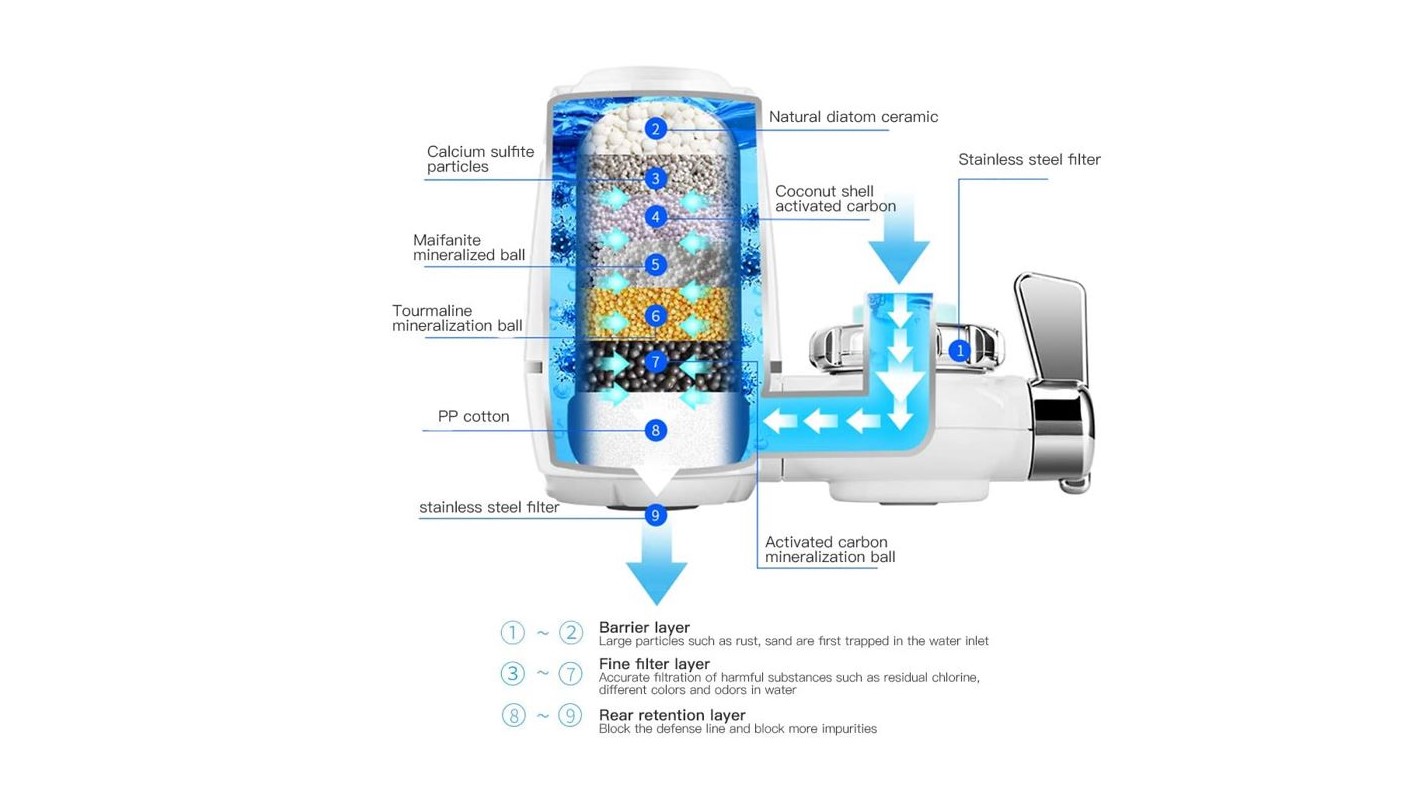 Natural diatom ceramic
2
Calcium sulfite
particles
Stainless steel filter
3
Coconut shell
activated carbon
4
Maifanite
mineralized ball
5
Tourmaline
mineralization ball
6
1
7
PP cotton
8
stainless steel filter
9
Activated carbon
mineralization ball
1 ~ 2 Barrier layer
Large particles such as rust, sand are first trapped in the water inlet
3 ~ 7 Fine filter layer
Accurate filtration of harmful substances such as residual chlorine,
different colors and odors in water
8 ~ 9 Rear retention layer
Block the defense line and block more impurities